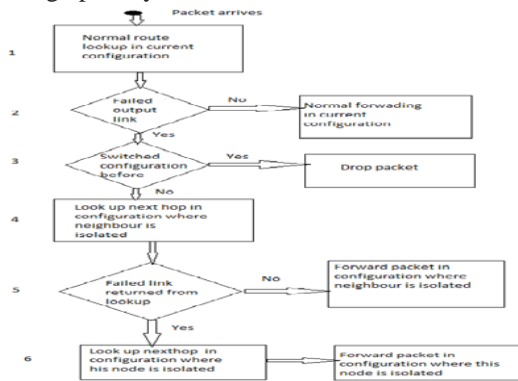 Packet arrives
1
Normal route
lookup in current
configuration
2
Failed
output
link
No
Normal forwading
in current
configuration
Yes
3
Switched
configuration
before
Yes
Drop packet
No
4
Look up next hop in
configuration where
neighbour is
isolated
5
Failed link
returned from
lookup
No
Forward packet in
configuration where
neighbour is isolated
Yes
6
Look up nexthop in
configuration where
his node is isolated
Forward packet in
configuration where this
node is isolated